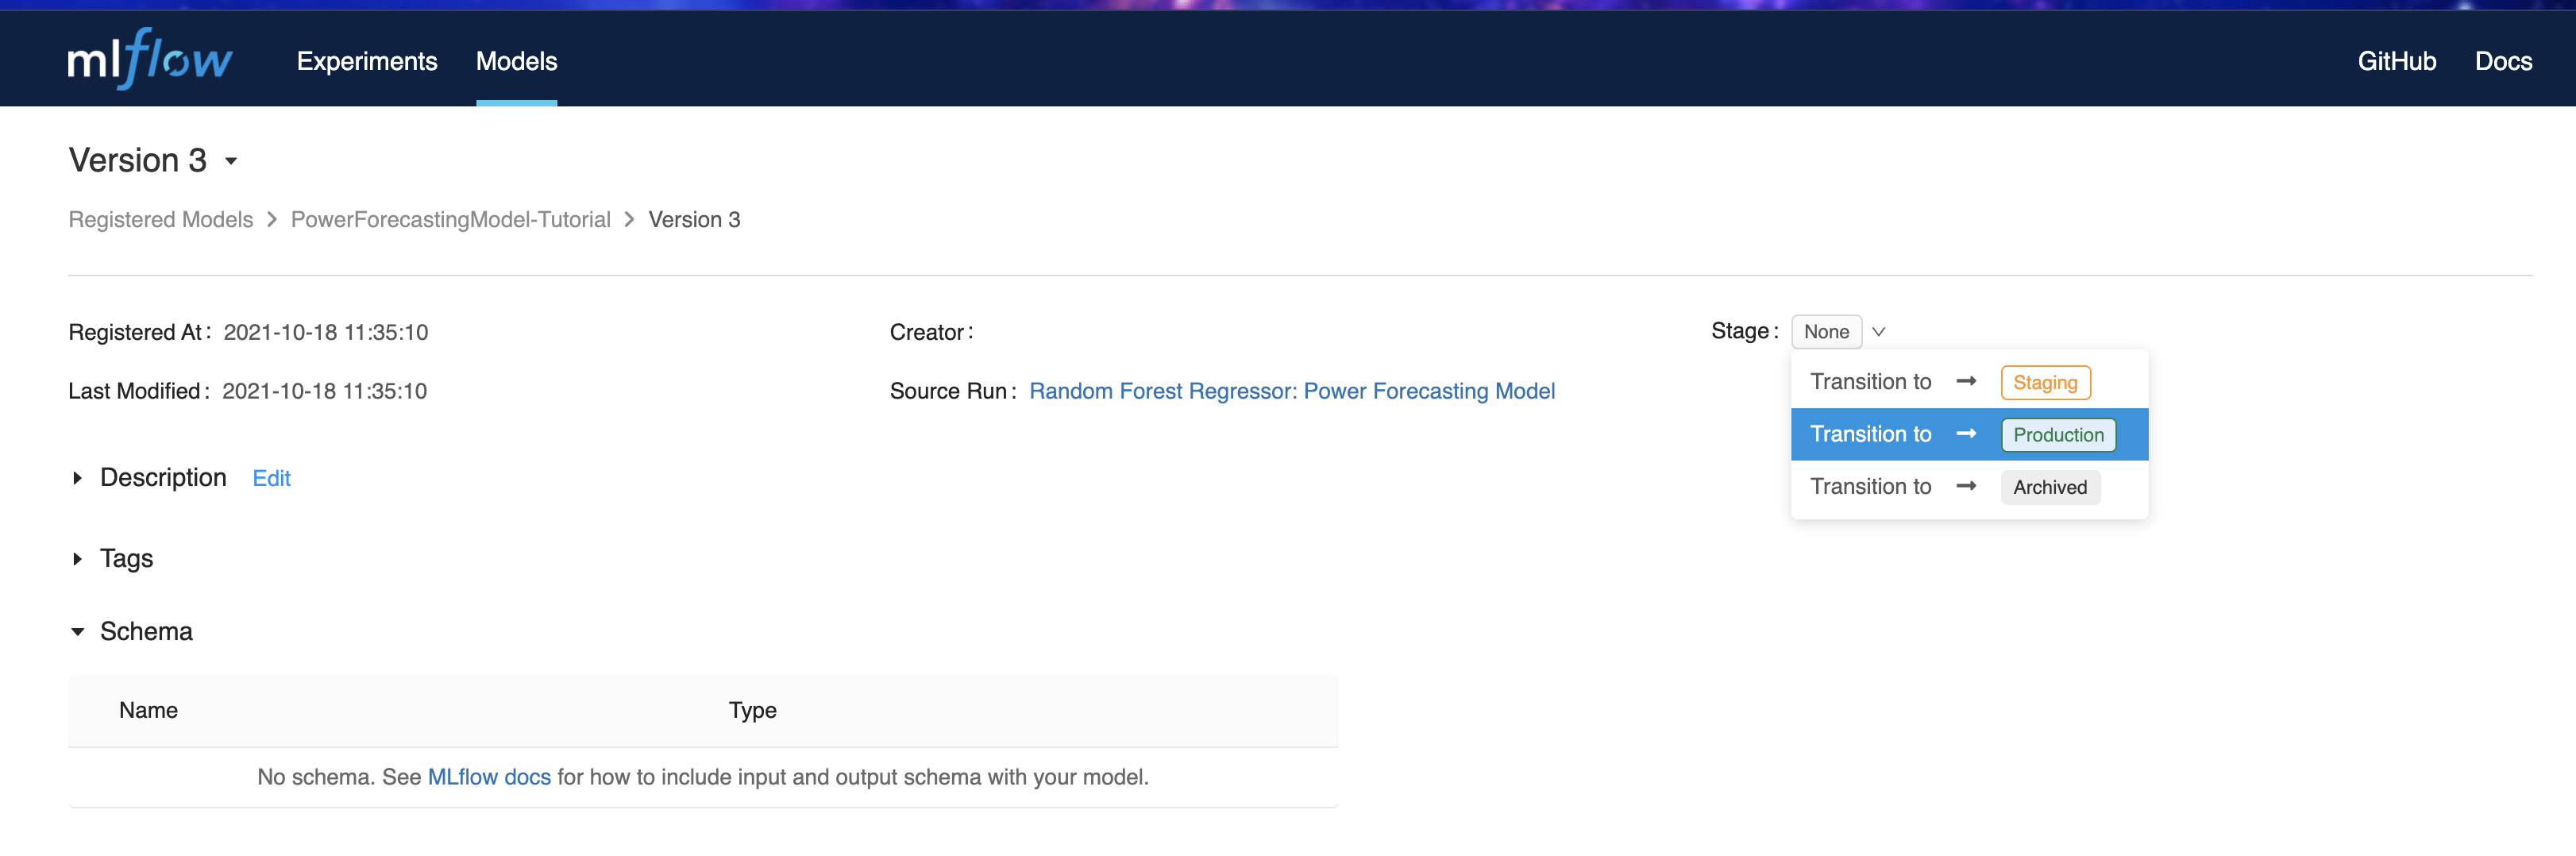 mlflow Experiments Models GitHub Docs
Version 3
Registered Models > PowerForecastingModel-Tutorial > Version 3
Registered At: 2021-10-18 11:35:10 Creator: Stage: None
Last Modified: 2021-10-18 11:35:10 Source Run: Random Forest Regressor: Power Forecasting Model
Transition to → Staging
Transition to → Production
Transition to → Archived
Description Edit
Tags
Schema
Name Type
No schema. See MLflow docs for how to include input and output schema with your model.